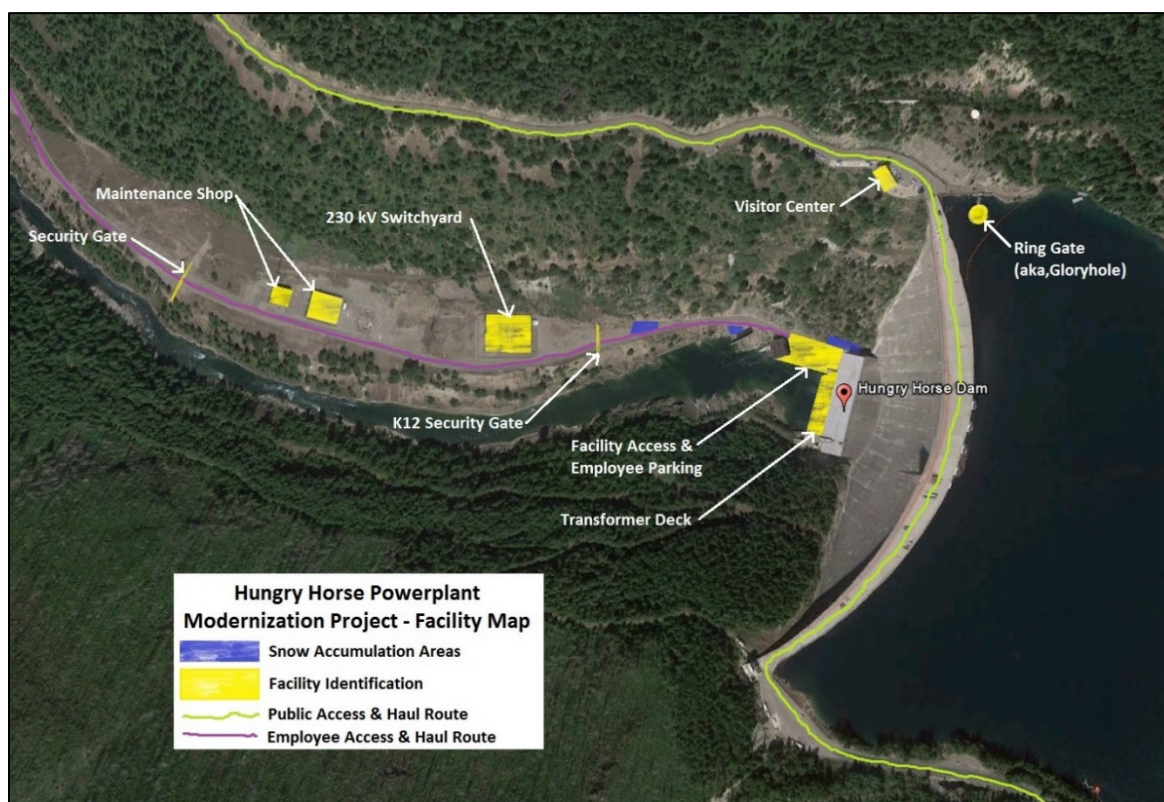 Maintenance Shop
230 kV Switchyard
Visitor Center
Security Gate
Ring Gate
(aka,Gloryhole)
Hungry Horse Dam
K12 Security Gate
Facility Access &
Employee Parking
Transformer Deck
Hungry Horse Powerplant
Modernization Project - Facility Map
Snow Accumulation Areas
Facility Identification
Public Access & Haul Route
Employee Access & Haul Route